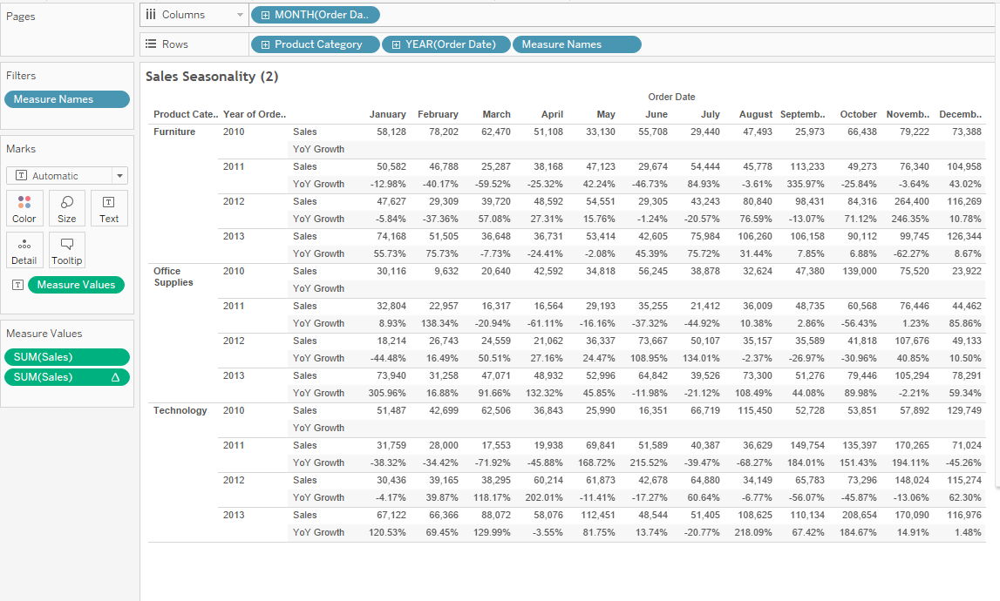 Pages
Columns MONTH(Order Da..
Rows Product Category YEAR(Order Date) Measure Names
Filters
Measure Names
Marks
Automatic
Color Size Text
Detail Tooltip
Measure Values
Measure Values
SUM(Sales)
SUM(Sales) Δ
Sales Seasonality (2)
Order Date
Product Cate.. Year of Orde.. January February March April May June July August Septemb.. October Novemb.. Decemb..
Furniture 2010 Sales 58,128 78,202 62,470 51,108 33,130 55,708 29,440 47,493 25,973 66,438 79,222 73,388
YoY Growth
2011 Sales 50,582 46,788 25,287 38,168 47,123 29,674 54,444 45,778 113,233 49,273 76,340 104,958
YoY Growth -12.98% -40.17% -59.52% -25.32% 42.24% -46.73% 84.93% -3.61% 335.97% -25.84% -3.64% 43.02%
2012 Sales 47,627 29,309 39,720 48,592 54,551 29,305 43,243 80,840 98,431 84,316 264,400 116,269
YoY Growth -5.84% -37.36% 57.08% 27.31% 15.76% -1.24% -20.57% 76.59% -13.07% 71.12% 246.35% 10.78%
2013 Sales 74,168 51,505 36,648 36,731 53,414 42,605 75,984 106,260 106,158 90,112 99,745 126,344
YoY Growth 55.73% 75.73% -7.73% -24.41% -2.08% 45.39% 75.72% 31.44% 7.85% 6.88% -62.27% 8.67%
Office Supplies 2010 Sales 30,116 9,632 20,640 42,592 34,818 56,245 38,878 32,624 47,380 139,000 75,520 23,922
YoY Growth
2011 Sales 32,804 22,957 16,317 16,564 29,193 35,255 21,412 36,009 48,735 60,568 76,446 44,462
YoY Growth 8.93% 138.34% -20.94% -61.11% -16.16% -37.32% -44.92% 10.38% 2.86% -56.43% 1.23% 85.86%
2012 Sales 18,214 26,743 24,559 21,062 36,337 73,667 50,107 35,157 35,589 41,818 107,676 49,133
YoY Growth -44.48% 16.49% 50.51% 27.16% 24.47% 108.95% 134.01% -2.37% -26.97% -30.96% 40.85% 10.50%
2013 Sales 73,940 31,258 47,071 48,932 52,996 64,842 39,526 73,300 51,276 79,446 105,294 78,291
YoY Growth 305.96% 16.88% 91.66% 132.32% 45.85% -11.98% -21.12% 108.49% 44.08% 89.98% -2.21% 59.34%
Technology 2010 Sales 51,487 42,699 62,506 36,843 25,990 16,351 66,719 115,450 52,728 53,851 57,892 129,749
YoY Growth
2011 Sales 31,759 28,000 17,553 19,938 69,841 51,589 40,387 36,629 149,754 135,397 170,265 71,024
YoY Growth -38.32% -34.42% -71.92% -45.88% 168.72% 215.52% -39.47% -68.27% 184.01% 151.43% 194.11% -45.26%
2012 Sales 30,436 39,165 38,295 60,214 61,873 42,678 64,880 34,149 65,783 73,296 148,024 115,274
YoY Growth -4.17% 39.87% 118.17% 202.01% -11.41% -17.27% 60.64% -6.77% -56.07% -45.87% -13.06% 62.30%
2013 Sales 67,122 66,366 88,072 58,076 112,451 48,544 51,405 108,625 110,134 208,654 170,090 116,976
YoY Growth 120.53% 69.45% 129.99% -3.55% 81.75% 13.74% -20.77% 218.09% 67.42% 184.67% 14.91% 1.48%